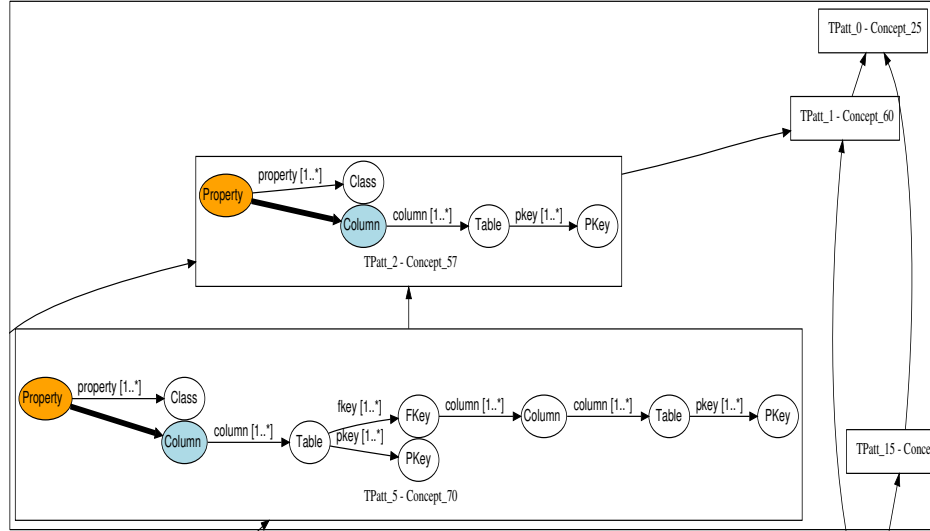 TPatt_0 - Concept_25
TPatt_1 - Concept_60
property [1..*]
Class
Property
Column
column [1..*]
Table
pkey [1..*]
PKey
TPatt_2 - Concept_57
property [1..*]
Class
Property
Column
column [1..*]
Table
fkey [1..*]
pkey [1..*]
FKey
PKey
column [1..*]
Column
column [1..*]
Table
pkey [1..*]
PKey
TPatt_5 - Concept_70
TPatt_15 - Conce